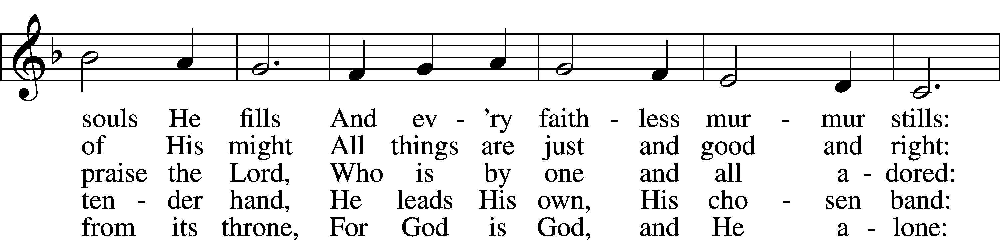 souls He fills And ev - 'ry faith - less mur - mur stills:
of His might All things are just and good and right:
praise the Lord, Who is by one and all a - dored:
ten - der hand, He leads His own, His cho - sen band:
from its throne, For God is God, and He a - lone: